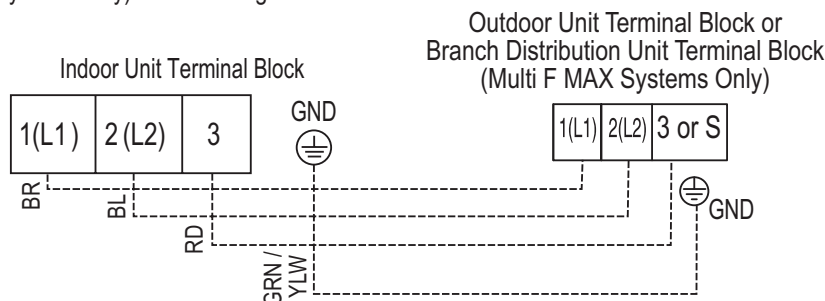 Outdoor Unit Terminal Block or
Branch Distribution Unit Terminal Block
(Multi F MAX Systems Only)
Indoor Unit Terminal Block
1(L1) 2(L2) 3
GND
1(L1) 2(L2) 3 or S
GND
BR
BL
RD
GRN /
YLW